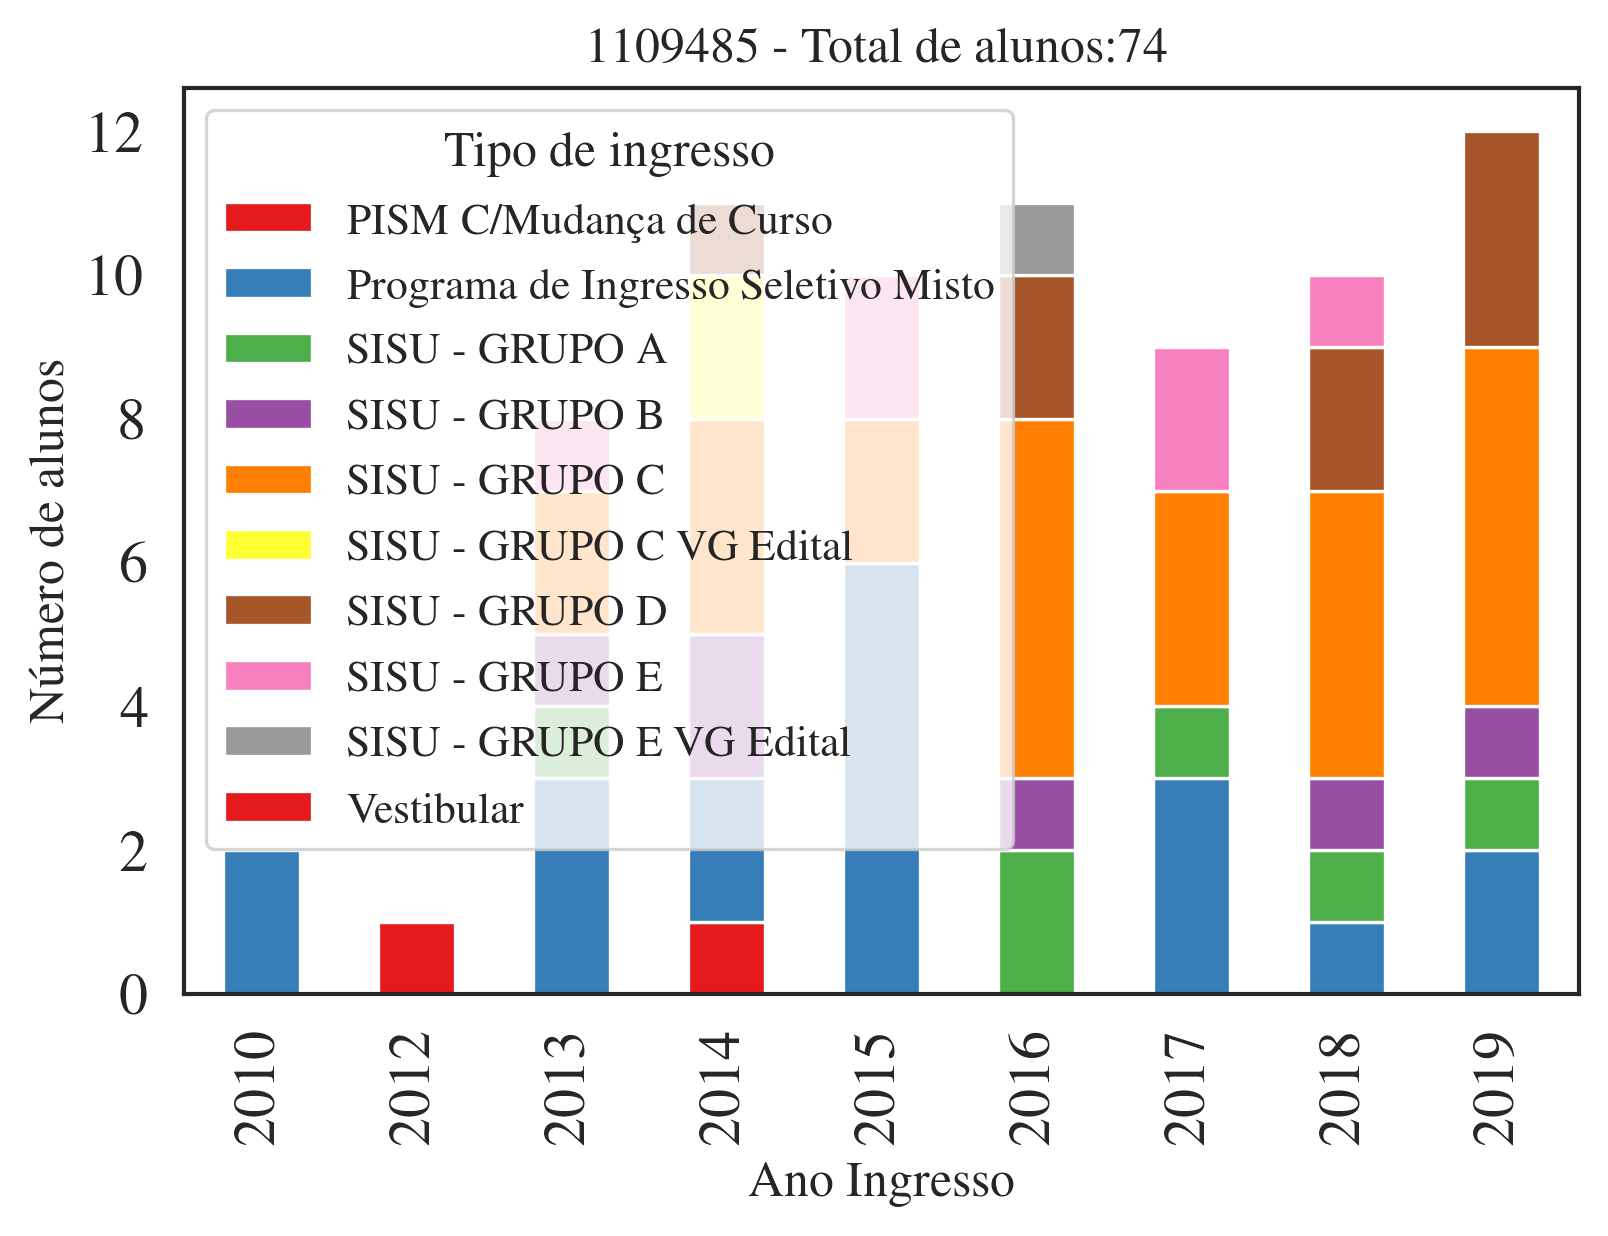 1109485 - Total de alunos:74
Tipo de ingresso
PISM C/Mudança de Curso
Programa de Ingresso Seletivo Misto
SISU - GRUPO A
SISU - GRUPO B
SISU - GRUPO C
SISU - GRUPO C VG Edital
SISU - GRUPO D
SISU - GRUPO E
SISU - GRUPO E VG Edital
Vestibular
Número de alunos
12
10
8
6
4
2
0
2010
2012
2013
2014
2015
2016
2017
2018
2019
Ano Ingresso